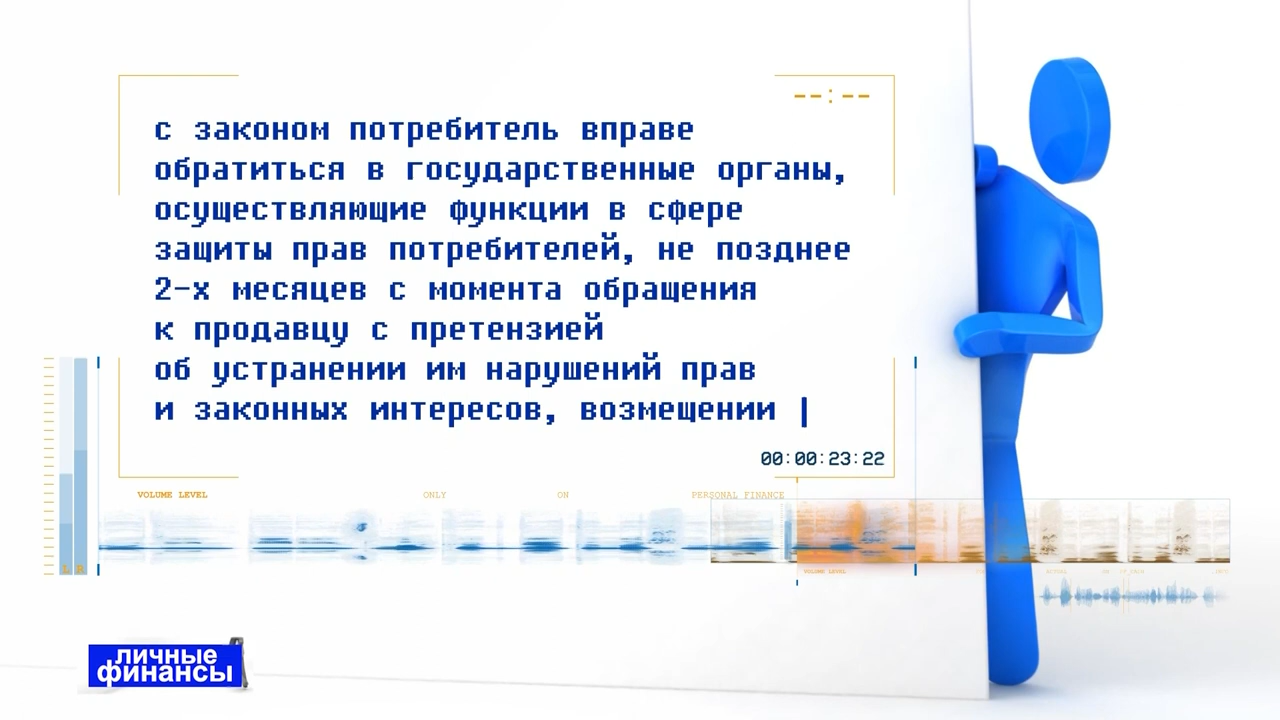 --:--
с законом потребитель вправе
обратиться в государственные органы,
осуществляющие функции в сфере
защиты прав потребителей, не позднее
2-х месяцев с момента обращения
к продавцу с претензией
об устранении им нарушений прав
и законных интересов, возмещении |
00:00:23:22
VOLUME LEVEL ONLY ON PERSONAL FINANCE
L R
VOLUME LEVEL
личные
финансы